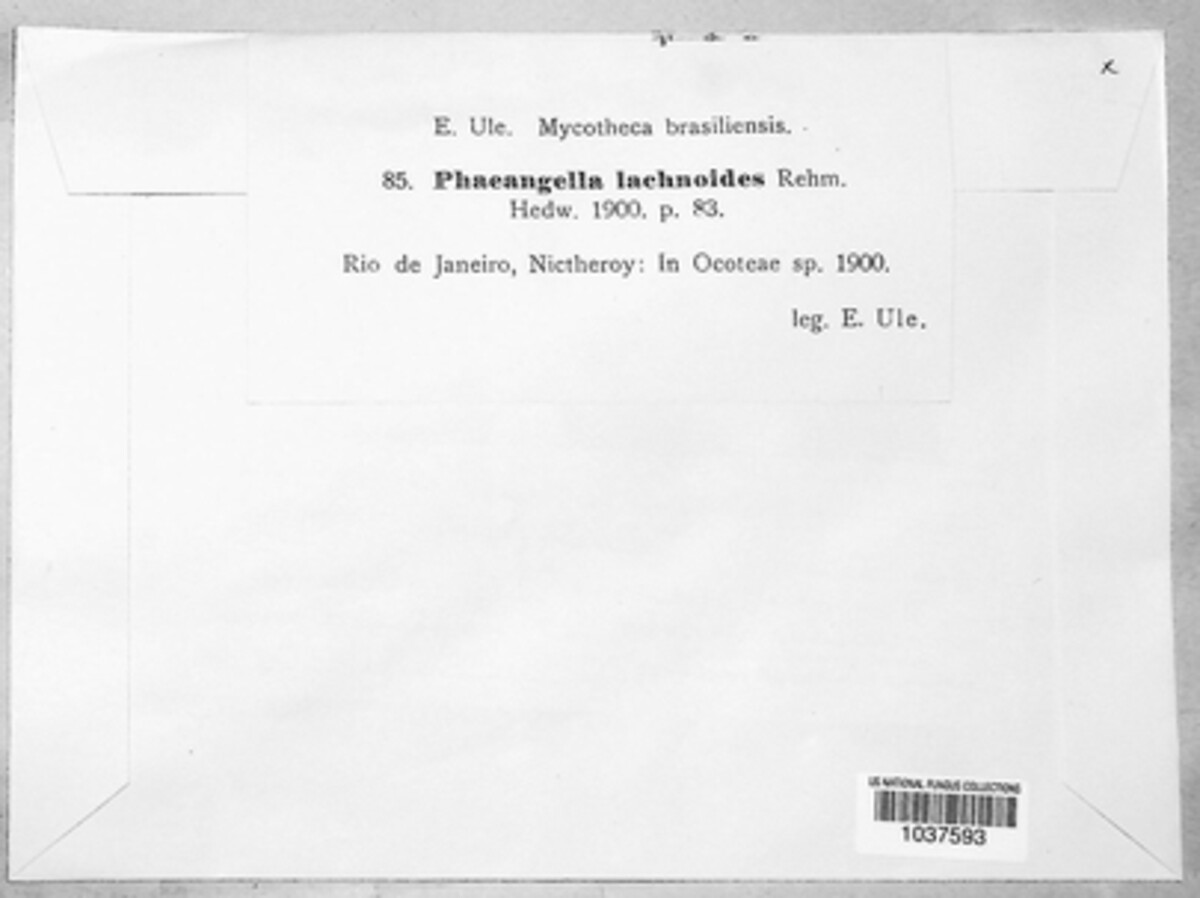 x
E. Ule. Mycotheca brasiliensis.
85. Phaeangella lachnoides Rehm.
Hedw. 1900. p. 83.
Rio de Janeiro, Nictheroy: In Ocoteae sp. 1900.
leg. E. Ule.
US NATIONAL FUNGUS COLLECTIONS
1037593